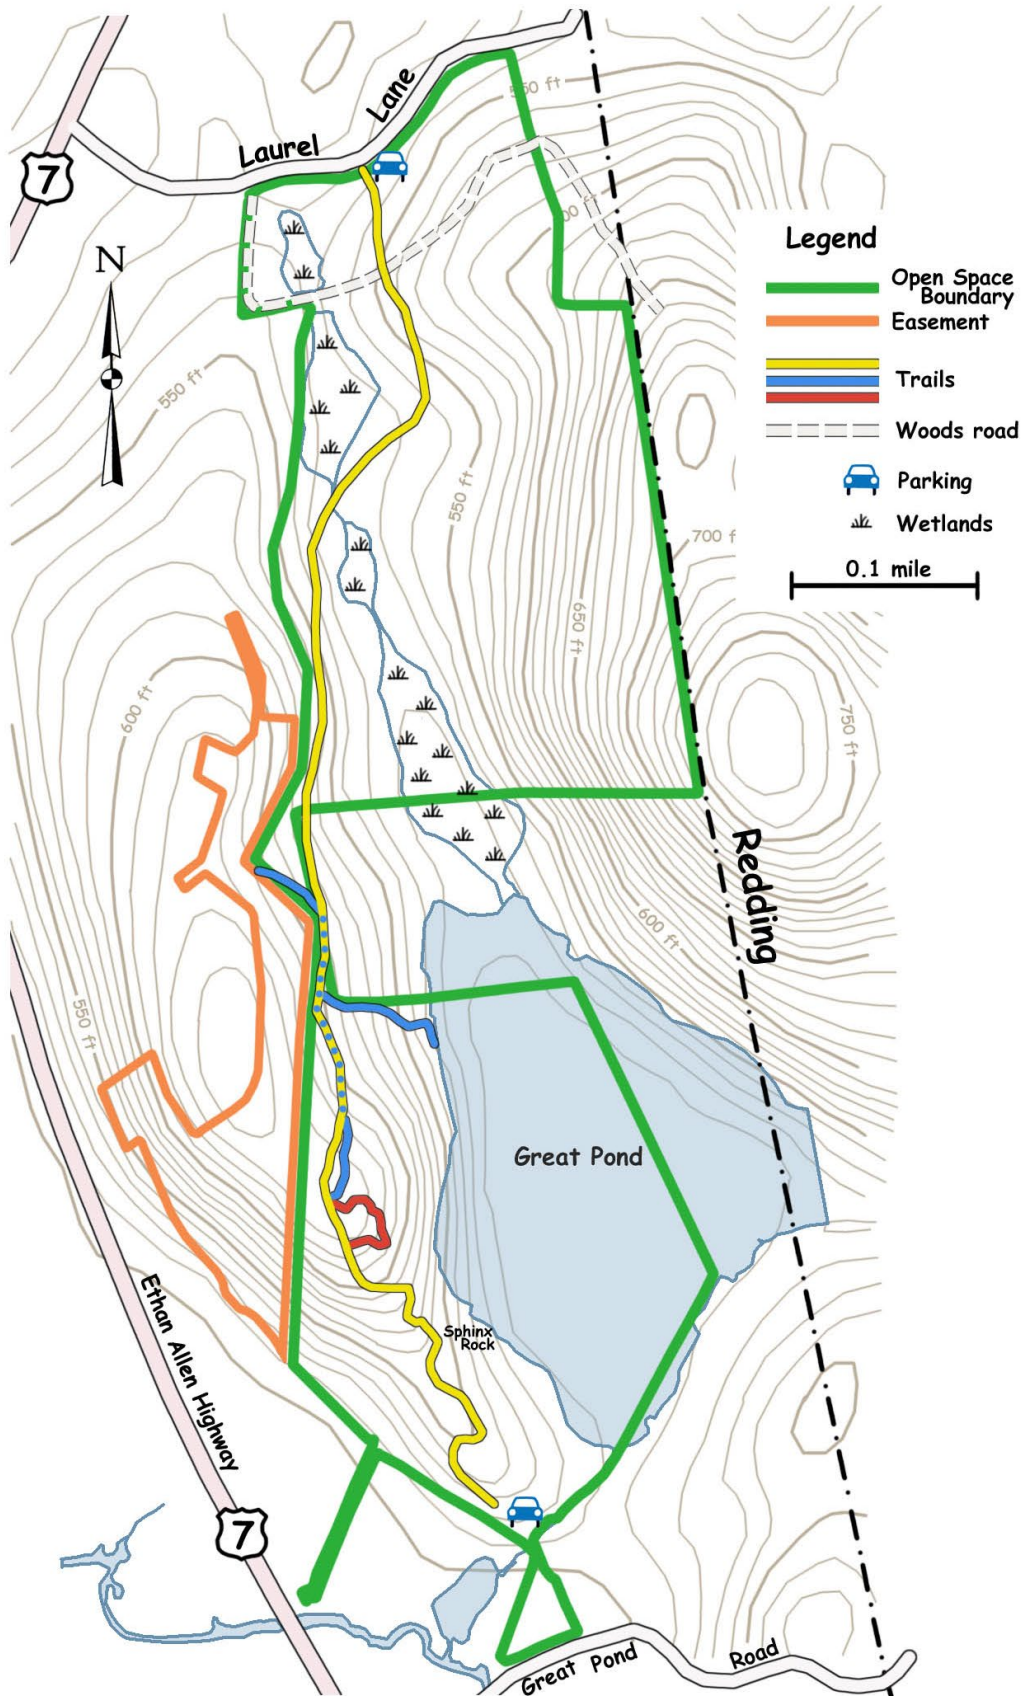 550 ft
Laurel Lane
7
N
00 ft
Legend
Open Space
Boundary
Easement
Trails
Woods road
Parking
Wetlands
0.1 mile
550 ft
550 ft
700 f
650 ft
600 ft
750 ft
Redding
600 ft
550 ft
Great Pond
Ethan Allen Highway
Sphinx
Rock
7
Great Pond Road